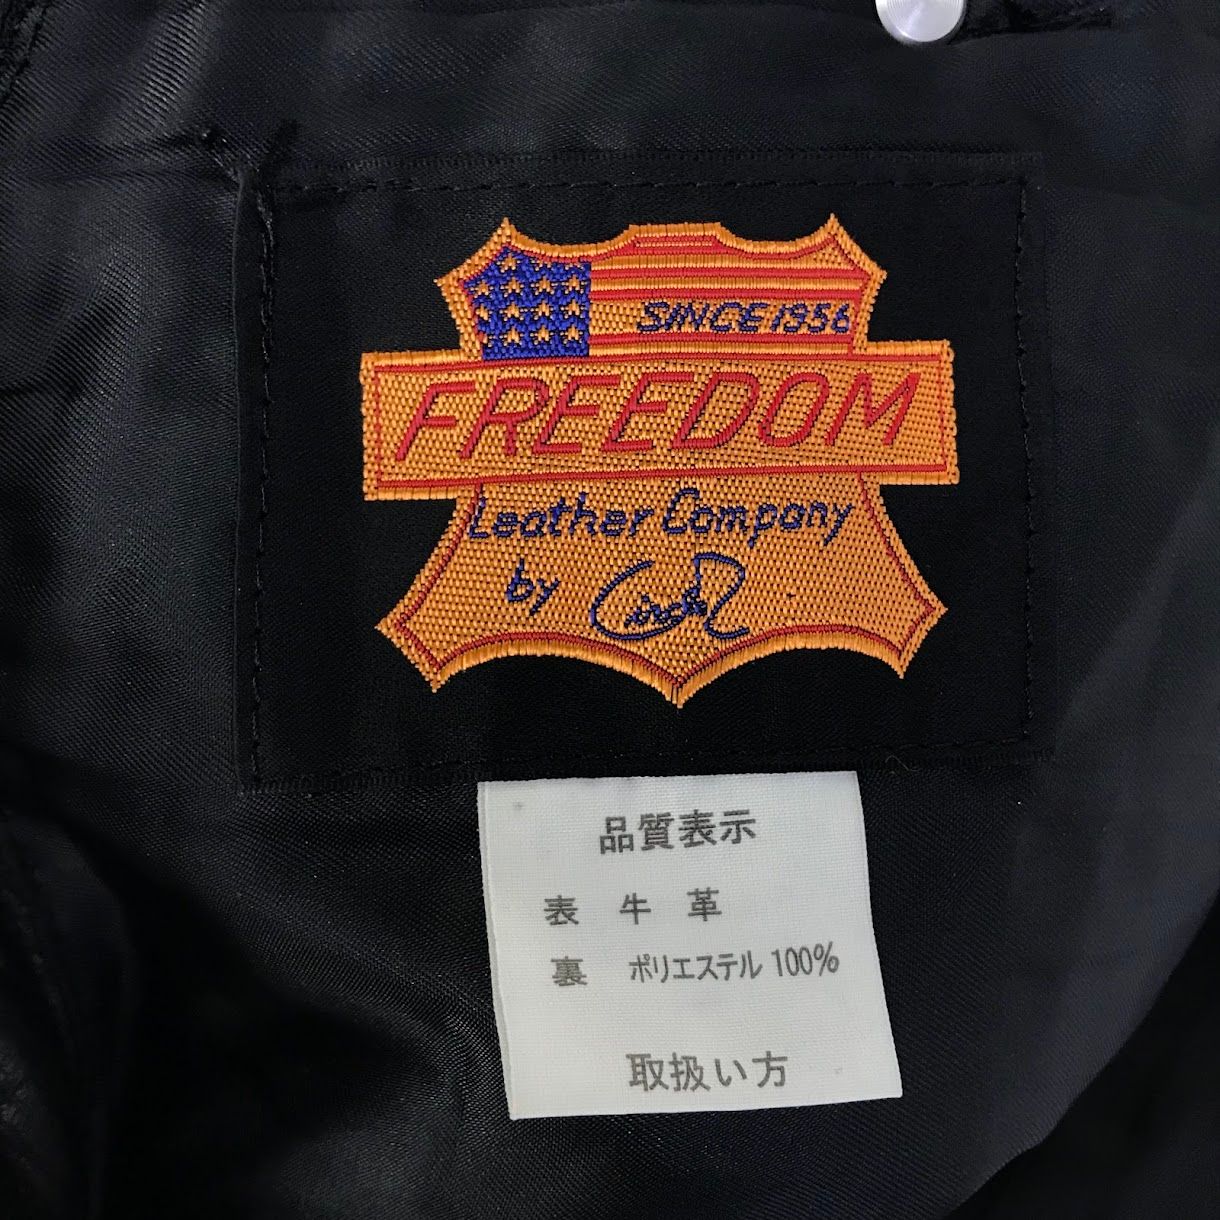 SINCE 1956
FREEDOM
Leather Company
by
品質表示
表 牛 革
裏 ポリエステル 100%
取扱い方